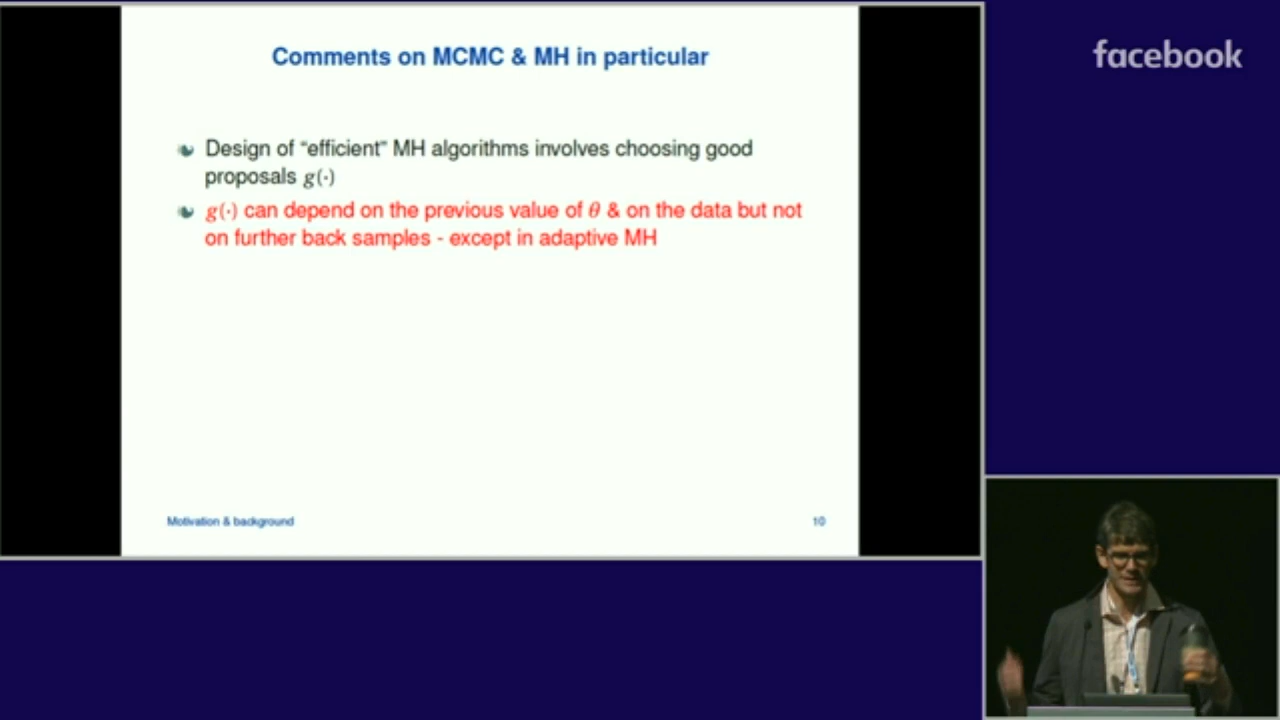 Comments on MCMC & MH in particular
facebook
Design of “efficient” MH algorithms involves choosing good
proposals g(·)
g(·) can depend on the previous value of θ & on the data but not
on further back samples - except in adaptive MH
Motivation & background
10